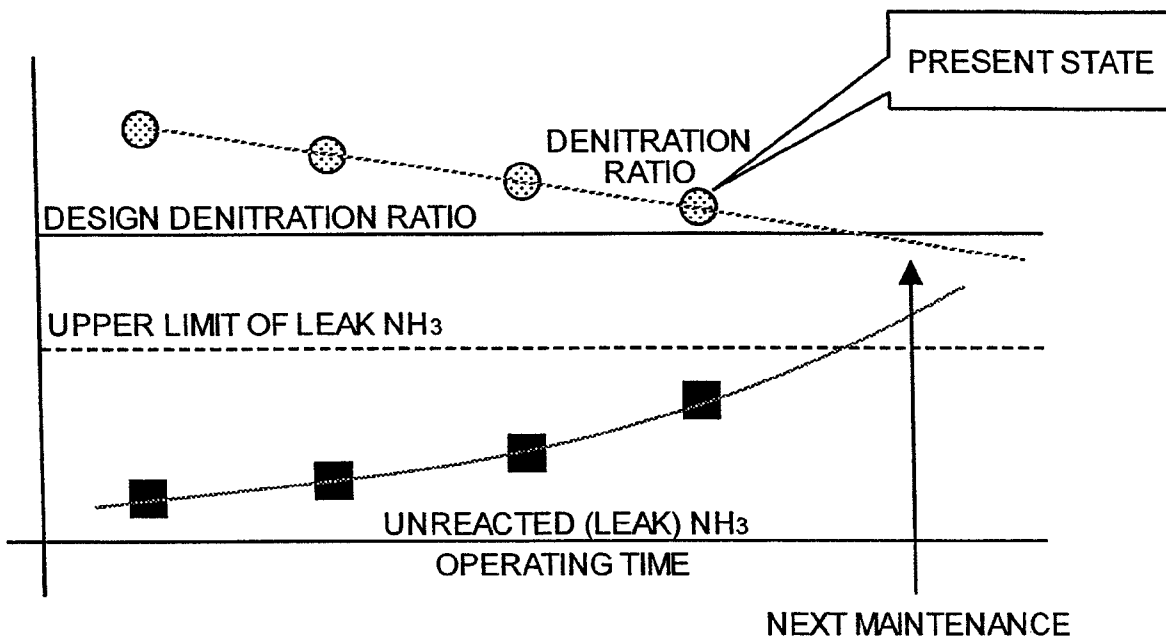 PRESENT STATE
DENITRATION
RATIO
DESIGN DENITRATION RATIO
UPPER LIMIT OF LEAK NH3
UNREACTED (LEAK) NH3
OPERATING TIME
NEXT MAINTENANCE